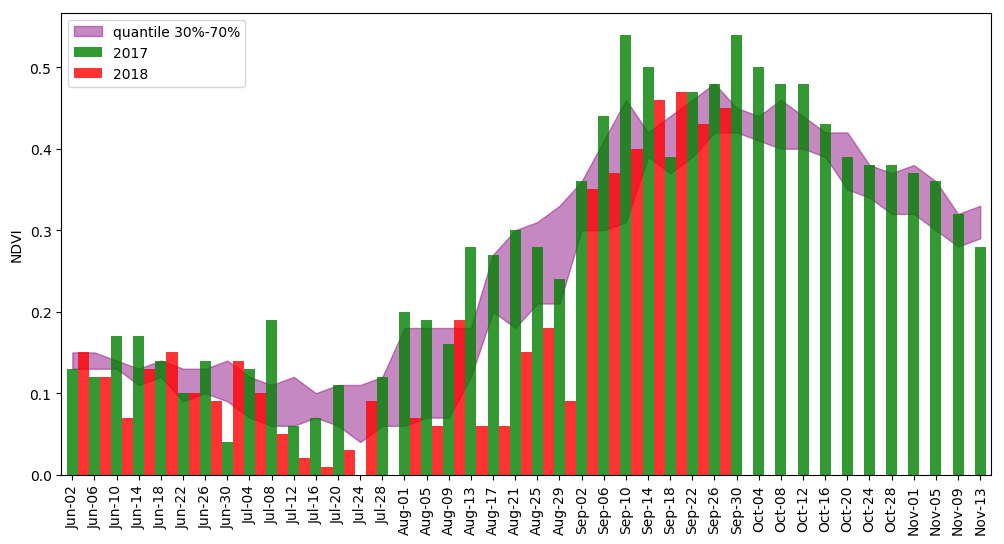 quantile 30%-70%
2017
2018
NDVI
0.5
0.4
0.3
0.2
0.1
0.0
Jun-02
Jun-06
Jun-10
Jun-14
Jun-18
Jun-22
Jun-26
Jun-30
Jul-04
Jul-08
Jul-12
Jul-16
Jul-20
Jul-24
Jul-28
Aug-01
Aug-05
Aug-09
Aug-13
Aug-17
Aug-21
Aug-25
Aug-29
Sep-02
Sep-06
Sep-10
Sep-14
Sep-18
Sep-22
Sep-26
Sep-30
Oct-04
Oct-08
Oct-12
Oct-16
Oct-20
Oct-24
Oct-28
Nov-01
Nov-05
Nov-09
Nov-13